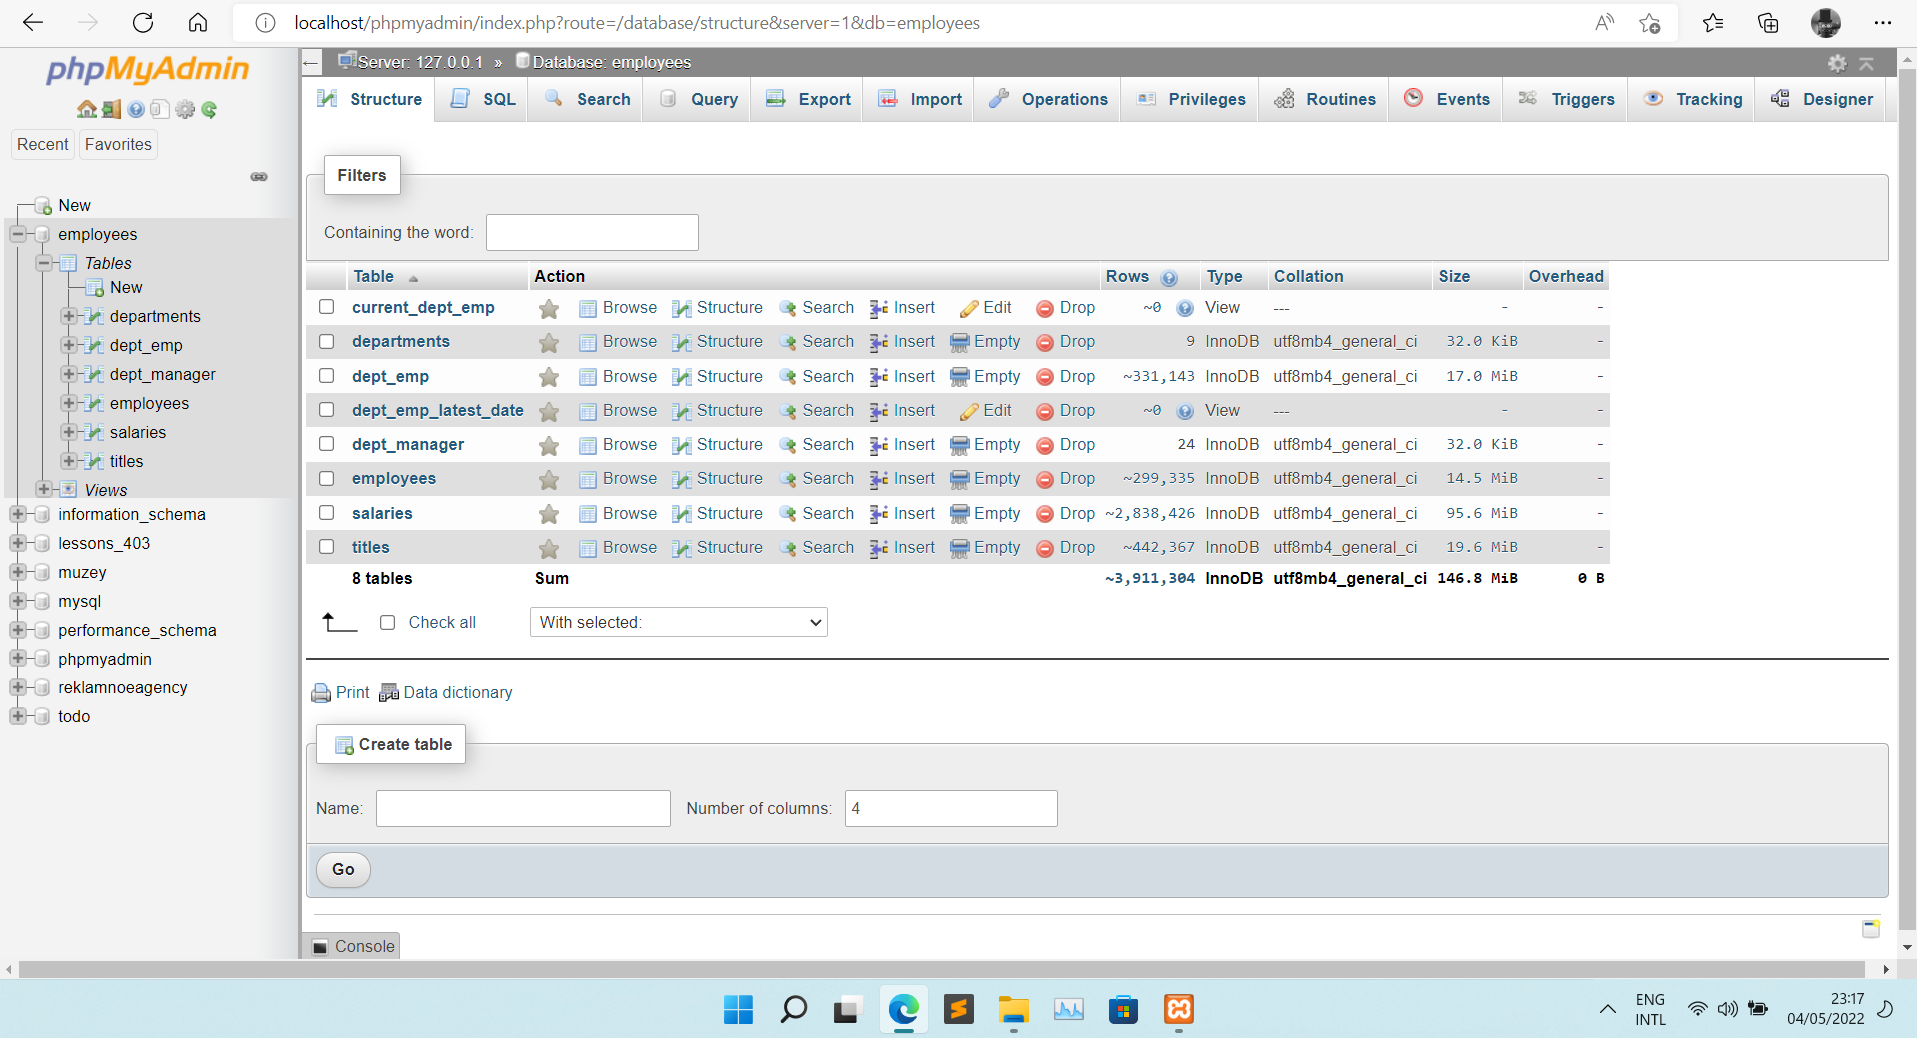 localhost/phpmyadmin/index.php?route=/database/structure&server=1&db=employees
phpMyAdmin
Recent Favorites
New
employees
Tables
New
departments
dept_emp
dept_manager
employees
salaries
titles
Views
information_schema
lessons_403
muzey
mysql
performance_schema
phpmyadmin
reklamnoeagency
todo
Server: 127.0.0.1 » Database: employees
Structure SQL Search Query Export Import Operations Privileges Routines Events Triggers Tracking Designer
Filters
Containing the word:
Table Action Rows Type Collation Size Overhead
current_dept_emp Browse Structure Search Insert Edit Drop ~0 View --- - -
departments Browse Structure Search Insert Empty Drop 9 InnoDB utf8mb4_general_ci 32.0 KiB -
dept_emp Browse Structure Search Insert Empty Drop ~331,143 InnoDB utf8mb4_general_ci 17.0 MiB -
dept_emp_latest_date Browse Structure Search Insert Edit Drop ~0 View --- - -
dept_manager Browse Structure Search Insert Empty Drop 24 InnoDB utf8mb4_general_ci 32.0 KiB -
employees Browse Structure Search Insert Empty Drop ~299,335 InnoDB utf8mb4_general_ci 14.5 MiB -
salaries Browse Structure Search Insert Empty Drop ~2,838,426 InnoDB utf8mb4_general_ci 95.6 MiB -
titles Browse Structure Search Insert Empty Drop ~442,367 InnoDB utf8mb4_general_ci 19.6 MiB -
8 tables Sum ~3,911,304 InnoDB utf8mb4_general_ci 146.8 MiB 0 B
Check all With selected:
Print Data dictionary
Create table
Name: Number of columns: 4
Go
Console
ENG
INTL
23:17
04/05/2022